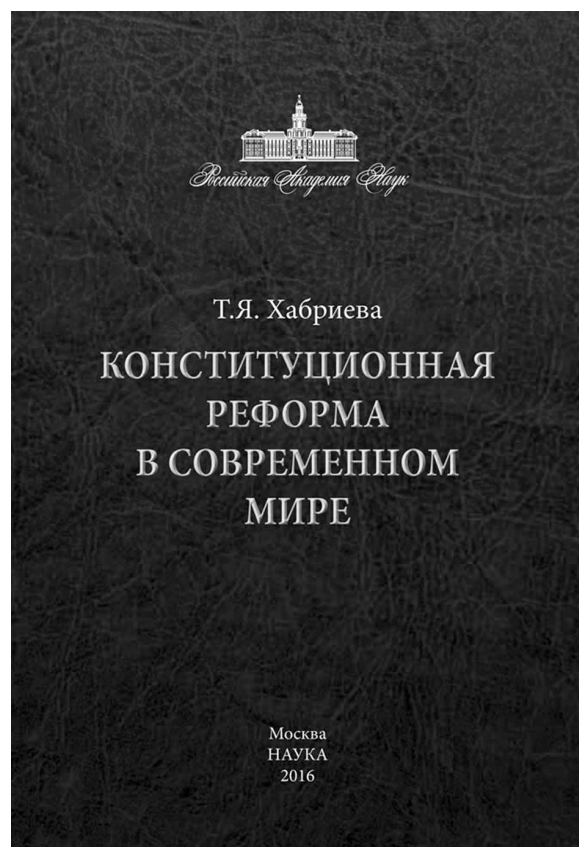 Российская Академия Наук
Т.Я. Хабриева
КОНСТИТУЦИОННАЯ
РЕФОРМА
В СОВРЕМЕННОМ
МИРЕ
Москва
НАУКА
2016